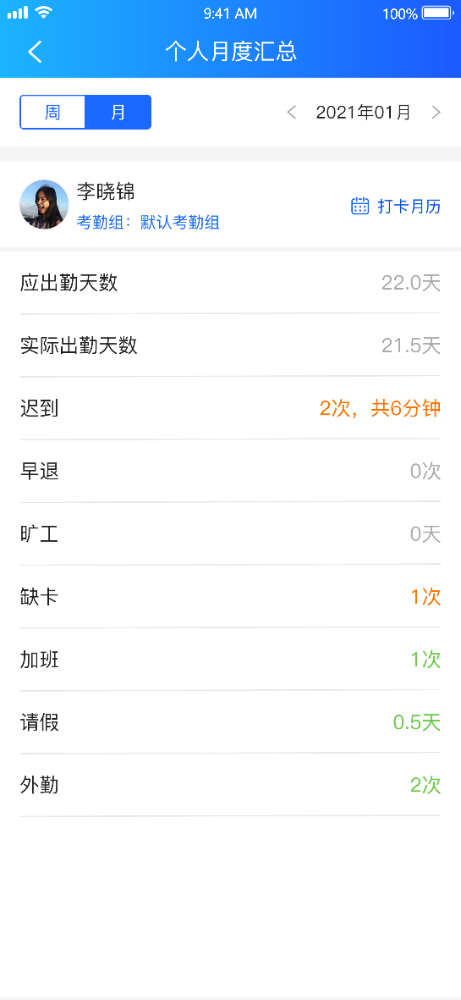 9:41 AM
100%
个人月度汇总
周
月
2021年01月
李晓锦
考勤组：默认考勤组
打卡月历
应出勤天数
22.0天
实际出勤天数
21.5天
迟到
2次，共6分钟
早退
0次
旷工
0天
缺卡
1次
加班
1次
请假
0.5天
外勤
2次